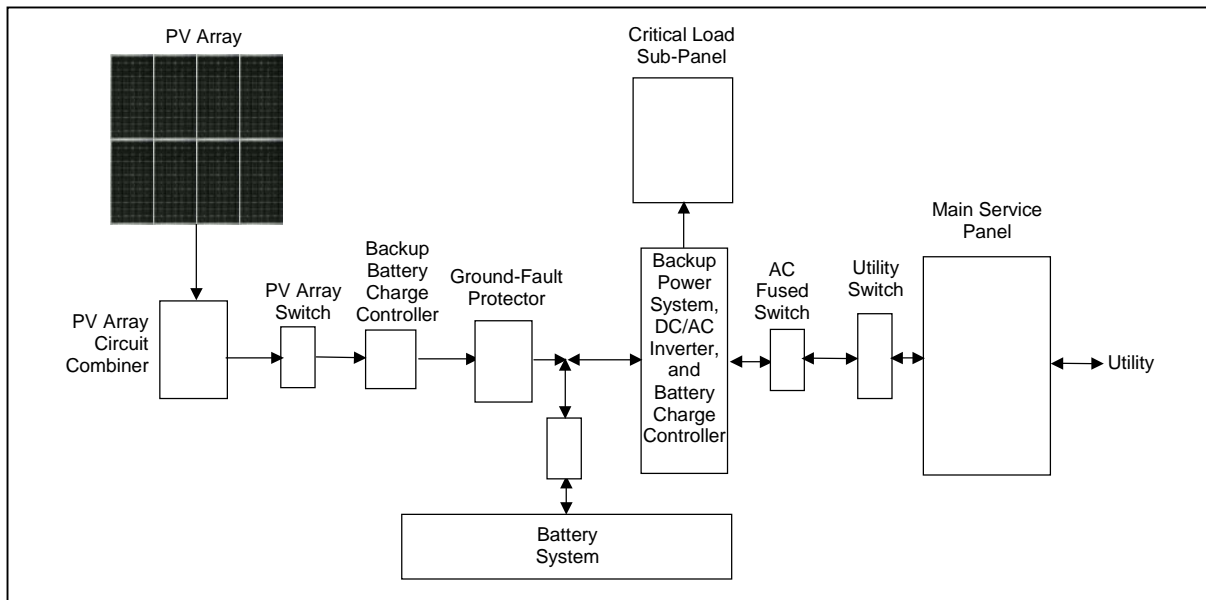 PV Array
Critical Load
Sub-Panel
Main Service
Panel
Backup
Battery
Charge
Controller
Ground-Fault
Protector
PV Array
Switch
PV Array
Circuit
Combiner
Backup
Power
System,
DC/AC
Inverter,
and
Battery
Charge
Controller
AC
Fused
Switch
Utility
Switch
Utility
Battery
System